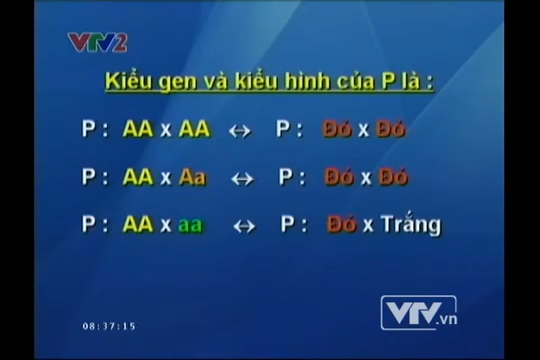 VTV2
Kiểu gen và kiểu hình của P là :
P : AA x AA ↔ P : Đỏ x Đỏ
P : AA x Aa ↔ P : Đỏ x Đỏ
P : AA x aa ↔ P : Đỏ x Trắng
08:37:15
VTV.vn